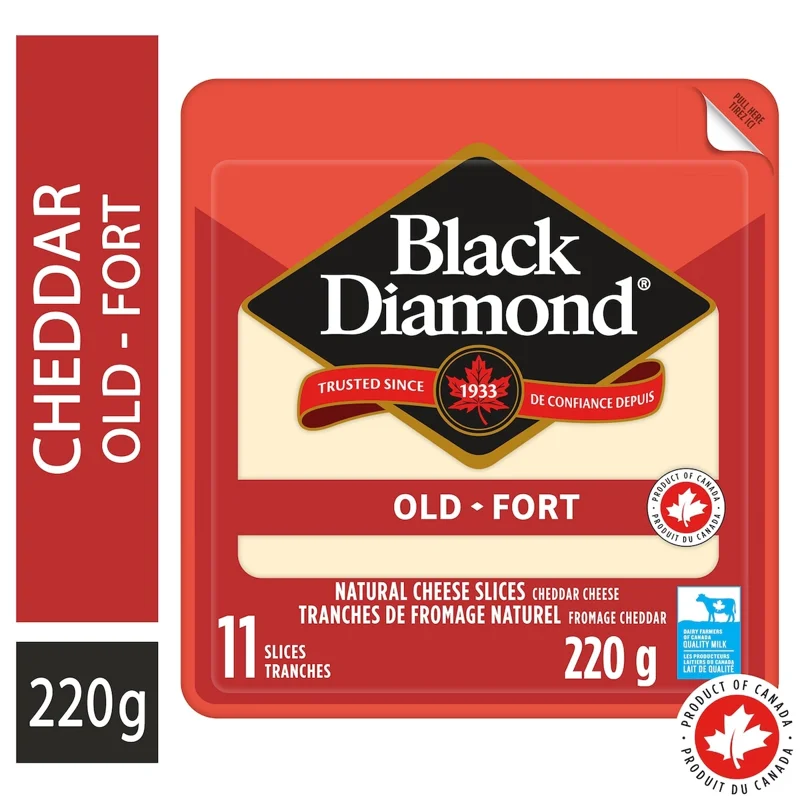 CHEDDAR
OLD - FORT
220g
PULL HERE
TIREZ ICI
Black
Diamond®
TRUSTED SINCE
1933
DE CONFIANCE DEPUIS
OLD ◆ FORT
PRODUCT OF CANADA
PRODUIT DU CANADA
NATURAL CHEESE SLICES CHEDDAR CHEESE
TRANCHES DE FROMAGE NATUREL FROMAGE CHEDDAR
11 SLICES
TRANCHES
220 g
DAIRY FARMERS
OF CANADA
QUALITY MILK
LES PRODUCTEURS
LAITIERS DU CANADA
LAIT DE QUALITÉ
PRODUCT OF CANADA
PRODUIT DU CANADA